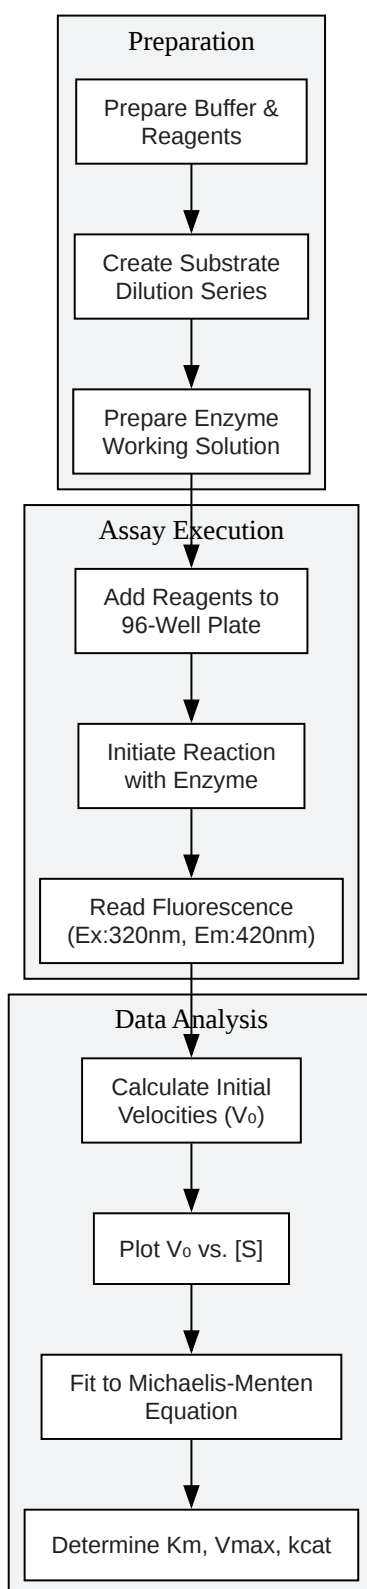 Preparation
Prepare Buffer &
Reagents
Create Substrate
Dilution Series
Prepare Enzyme
Working Solution
Assay Execution
Add Reagents to
96-Well Plate
Initiate Reaction
with Enzyme
Read Fluorescence
(Ex:320nm, Em:420nm)
Data Analysis
Calculate Initial
Velocities (V₀)
Plot V₀ vs. [S]
Fit to Michaelis-Menten
Equation
Determine Km, Vmax, kcat